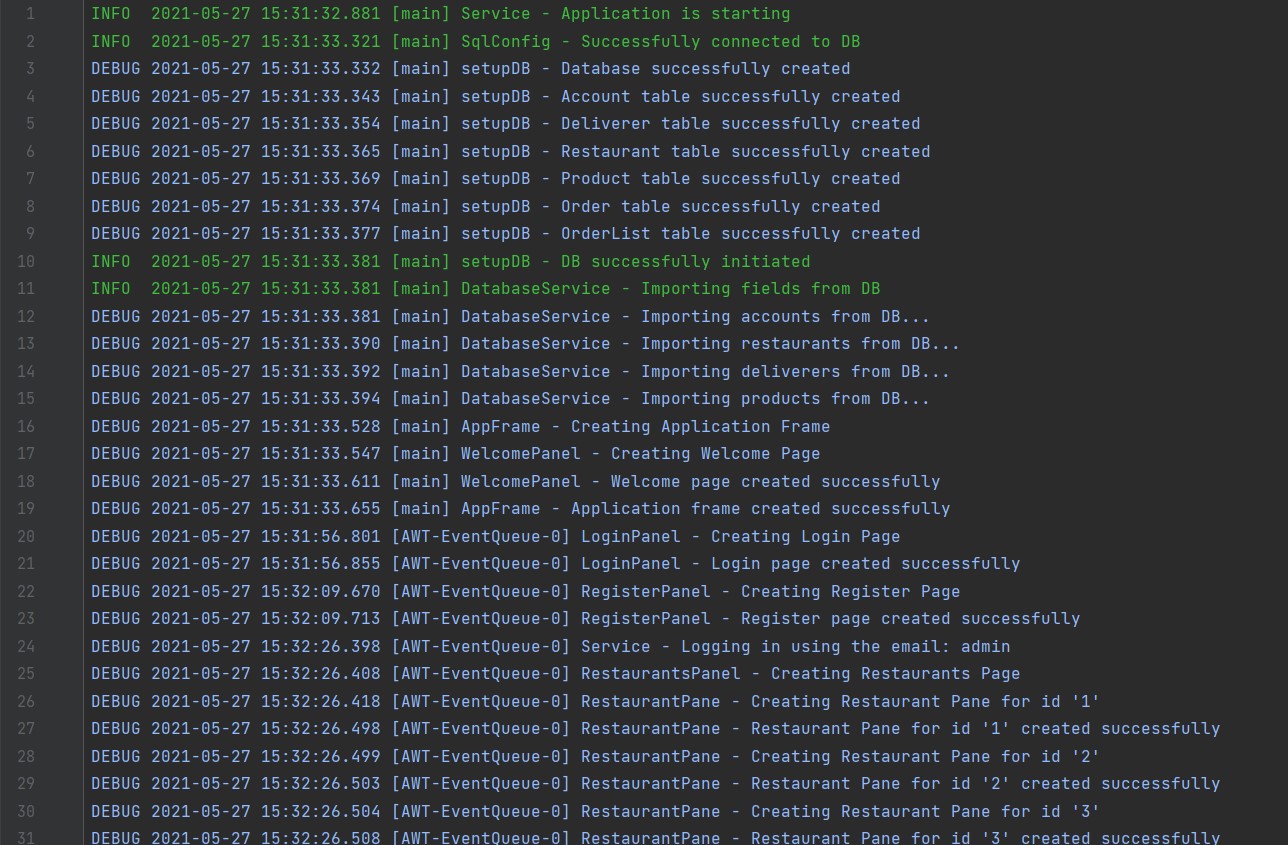 1 INFO  2021-05-27 15:31:32.881 [main] Service - Application is starting
2 INFO  2021-05-27 15:31:33.321 [main] SqlConfig - Successfully connected to DB
3 DEBUG 2021-05-27 15:31:33.332 [main] setupDB - Database successfully created
4 DEBUG 2021-05-27 15:31:33.343 [main] setupDB - Account table successfully created
5 DEBUG 2021-05-27 15:31:33.354 [main] setupDB - Deliverer table successfully created
6 DEBUG 2021-05-27 15:31:33.365 [main] setupDB - Restaurant table successfully created
7 DEBUG 2021-05-27 15:31:33.369 [main] setupDB - Product table successfully created
8 DEBUG 2021-05-27 15:31:33.374 [main] setupDB - Order table successfully created
9 DEBUG 2021-05-27 15:31:33.377 [main] setupDB - OrderList table successfully created
10 INFO  2021-05-27 15:31:33.381 [main] setupDB - DB successfully initiated
11 INFO  2021-05-27 15:31:33.381 [main] DatabaseService - Importing fields from DB
12 DEBUG 2021-05-27 15:31:33.381 [main] DatabaseService - Importing accounts from DB...
13 DEBUG 2021-05-27 15:31:33.390 [main] DatabaseService - Importing restaurants from DB...
14 DEBUG 2021-05-27 15:31:33.392 [main] DatabaseService - Importing deliverers from DB...
15 DEBUG 2021-05-27 15:31:33.394 [main] DatabaseService - Importing products from DB...
16 DEBUG 2021-05-27 15:31:33.528 [main] AppFrame - Creating Application Frame
17 DEBUG 2021-05-27 15:31:33.547 [main] WelcomePanel - Creating Welcome Page
18 DEBUG 2021-05-27 15:31:33.611 [main] WelcomePanel - Welcome page created successfully
19 DEBUG 2021-05-27 15:31:33.655 [main] AppFrame - Application frame created successfully
20 DEBUG 2021-05-27 15:31:56.801 [AWT-EventQueue-0] LoginPanel - Creating Login Page
21 DEBUG 2021-05-27 15:31:56.855 [AWT-EventQueue-0] LoginPanel - Login page created successfully
22 DEBUG 2021-05-27 15:32:09.670 [AWT-EventQueue-0] RegisterPanel - Creating Register Page
23 DEBUG 2021-05-27 15:32:09.713 [AWT-EventQueue-0] RegisterPanel - Register page created successfully
24 DEBUG 2021-05-27 15:32:26.398 [AWT-EventQueue-0] Service - Logging in using the email: admin
25 DEBUG 2021-05-27 15:32:26.408 [AWT-EventQueue-0] RestaurantsPanel - Creating Restaurants Page
26 DEBUG 2021-05-27 15:32:26.418 [AWT-EventQueue-0] RestaurantPane - Creating Restaurant Pane for id '1'
27 DEBUG 2021-05-27 15:32:26.498 [AWT-EventQueue-0] RestaurantPane - Restaurant Pane for id '1' created successfully
28 DEBUG 2021-05-27 15:32:26.499 [AWT-EventQueue-0] RestaurantPane - Creating Restaurant Pane for id '2'
29 DEBUG 2021-05-27 15:32:26.503 [AWT-EventQueue-0] RestaurantPane - Restaurant Pane for id '2' created successfully
30 DEBUG 2021-05-27 15:32:26.504 [AWT-EventQueue-0] RestaurantPane - Creating Restaurant Pane for id '3'
31 DEBUG 2021-05-27 15:32:26.508 [AWT-EventQueue-0] RestaurantPane - Restaurant Pane for id '3' created successfully